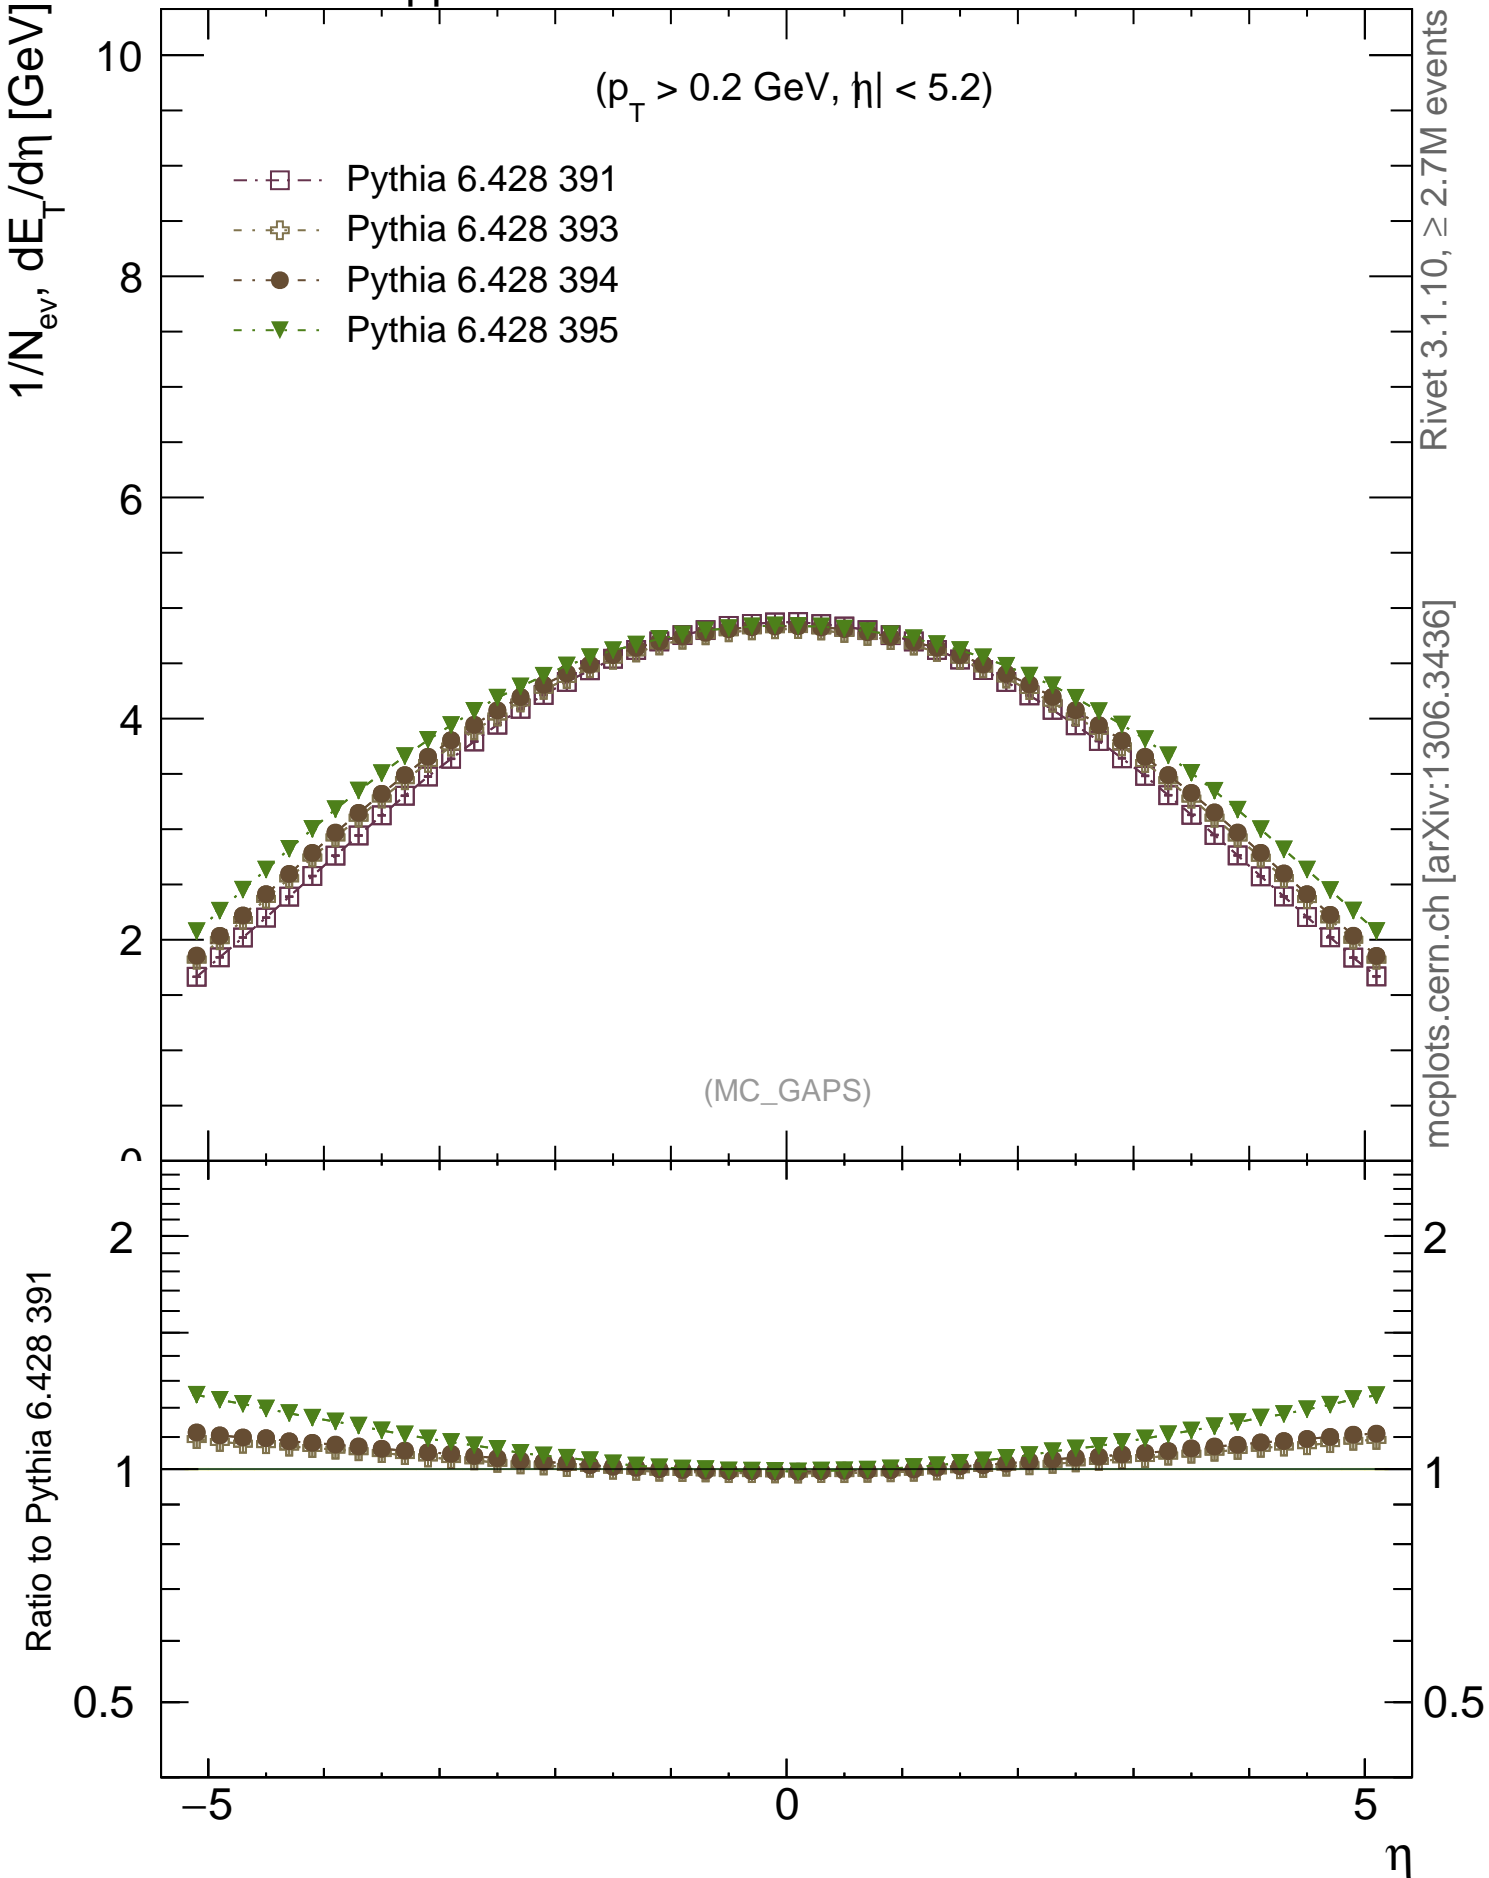 1/N_ev, dE_T/dη [GeV]
(p_T > 0.2 GeV, |η| < 5.2)
Pythia 6.428 391
Pythia 6.428 393
Pythia 6.428 394
Pythia 6.428 395
10
8
6
4
2
0
(MC_GAPS)
Rivet 3.1.10, ≥ 2.7M events
mcplots.cern.ch [arXiv:1306.3436]
Ratio to Pythia 6.428 391
2
1
0.5
2
1
0.5
−5
0
5
η